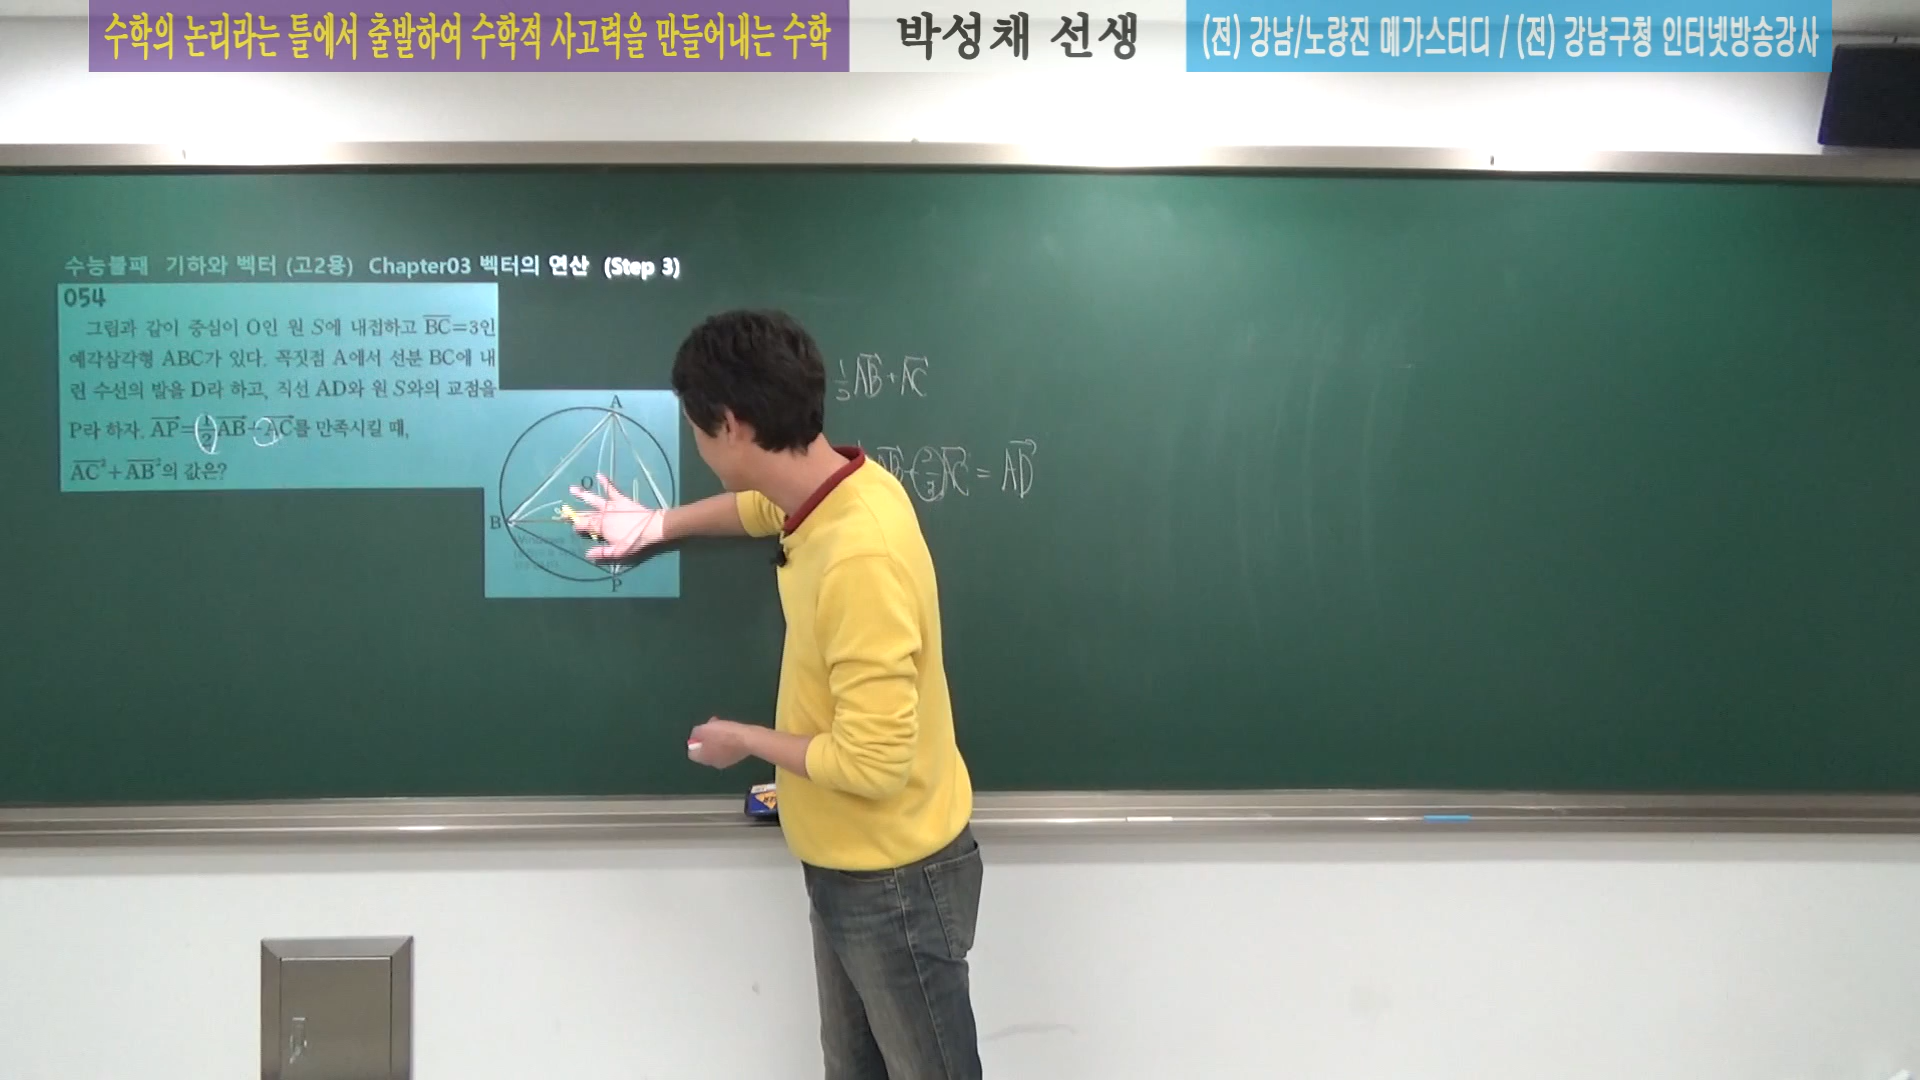 수학의 논리라는 틀에서 출발하여 수학적 사고력을 만들어내는 수학
박성채 선생
(전) 강남/노량진 메가스터디 / (전) 강남구청 인터넷방송강사
수능불패 기하와 벡터 (고2용) Chapter03 벡터의 연산 (Step 3)
054
그림과 같이 중심이 O인 원 S에 내접하고 BC=3인
예각삼각형 ABC가 있다. 꼭짓점 A에서 선분 BC에 내
린 수선의 발을 D라 하고, 직선 AD와 원 S와의 교점을
P라 하자. AP=1/2AB+AC를 만족시킬 때,
AC²+AB²의 값은?
A
O
B
P
AB+AC
AB+2/3AC=AD